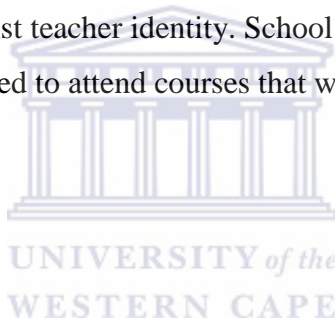 st teacher identity. School
ed to attend courses that w
UNIVERSITY of the
WESTERN CAPE